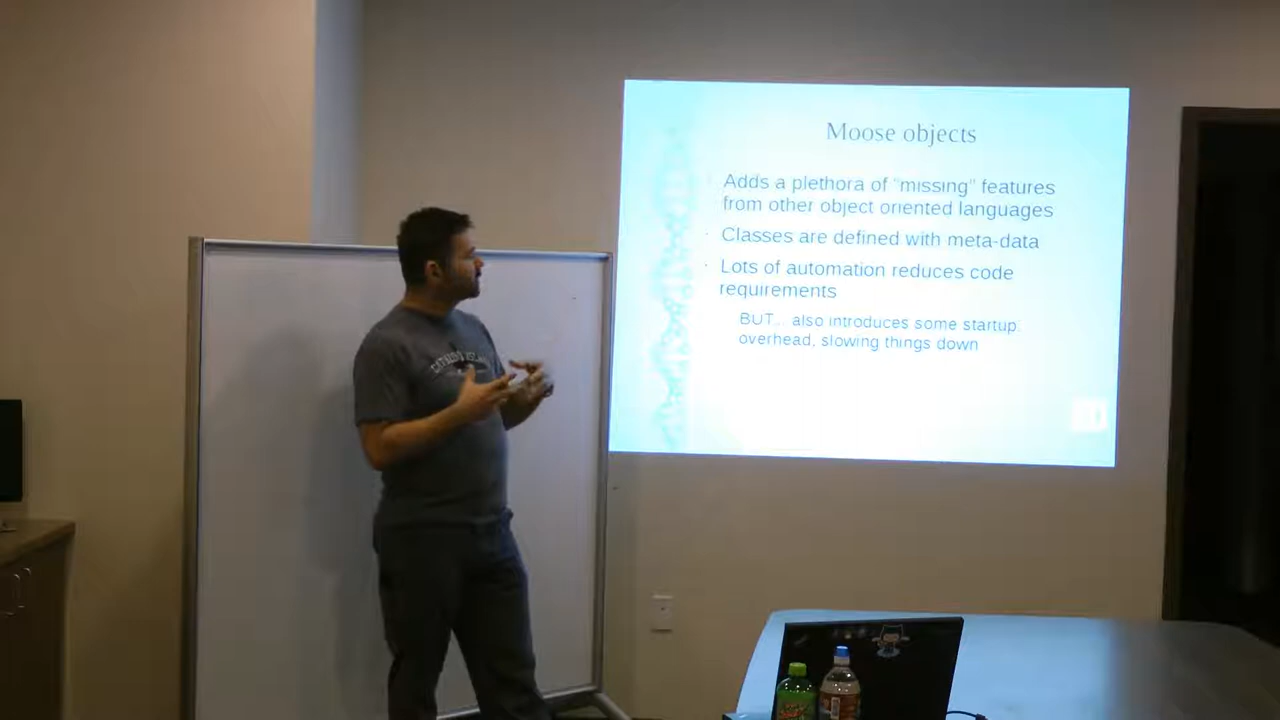 Moose objects
Adds a plethora of "missing" features
from other object oriented languages
Classes are defined with meta-data
Lots of automation reduces code
requirements
BUT... also introduces some startup
overhead, slowing things down